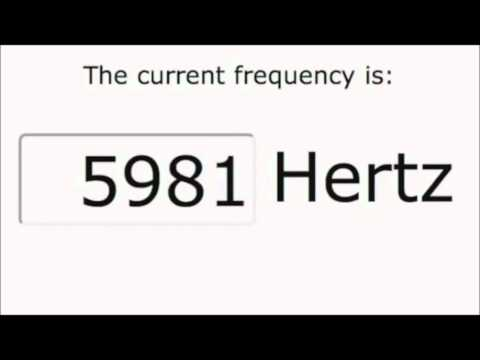 The current frequency is:
5981 Hertz